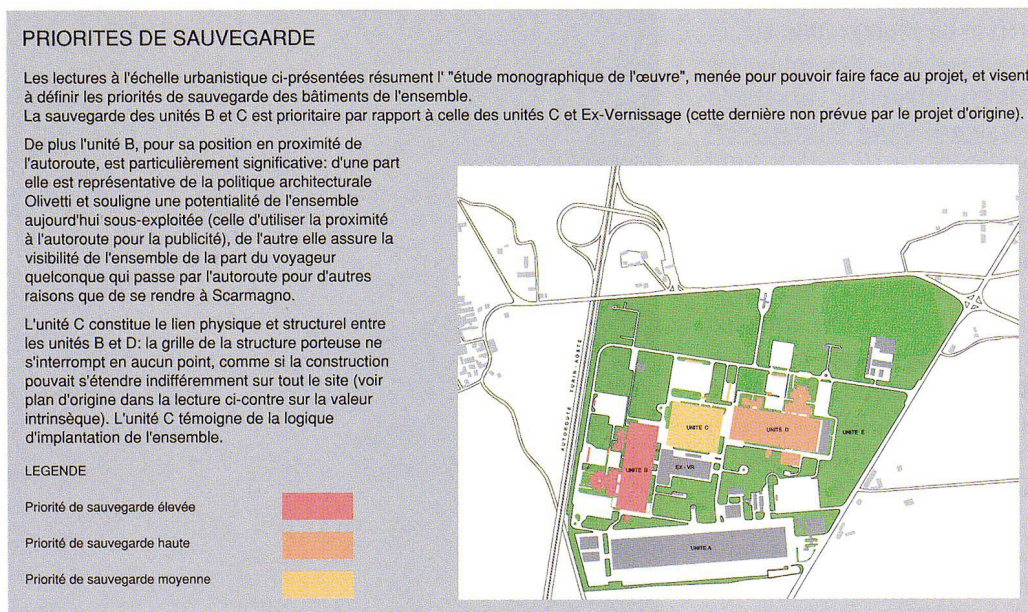 PRIORITES DE SAUVEGARDE
Les lectures à l'échelle urbanistique ci-présentées résument l' "étude monographique de l'œuvre", menée pour pouvoir faire face au projet, et visent
à définir les priorités de sauvegarde des bâtiments de l'ensemble.
La sauvegarde des unités B et C est prioritaire par rapport à celle des unités C et Ex-Vernissage (cette dernière non prévue par le projet d'origine).
De plus l'unité B, pour sa position en proximité de
l'autoroute, est particulièrement significative: d'une part
elle est représentative de la politique architecturale
Olivetti et souligne une potentialité de l'ensemble
aujourd'hui sous-exploitée (celle d'utiliser la proximité
à l'autoroute pour la publicité), de l'autre elle assure la
visibilité de l'ensemble de la part du voyageur
quelconque qui passe par l'autoroute pour d'autres
raisons que de se rendre à Scarmagno.
L'unité C constitue le lien physique et structurel entre
les unités B et D: la grille de la structure porteuse ne
s'interrompt en aucun point, comme si la construction
pouvait s'étendre indifféremment sur tout le site (voir
plan d'origine dans la lecture ci-contre sur la valeur
intrinsèque). L'unité C témoigne de la logique
d'implantation de l'ensemble.
LEGENDE
Priorité de sauvegarde élevée
Priorité de sauvegarde haute
Priorité de sauvegarde moyenne
AUTOROUTE TURIN-AOSTE
UNITE C
UNITE D
UNITE E
UNITE B
EX - VR
UNITE A